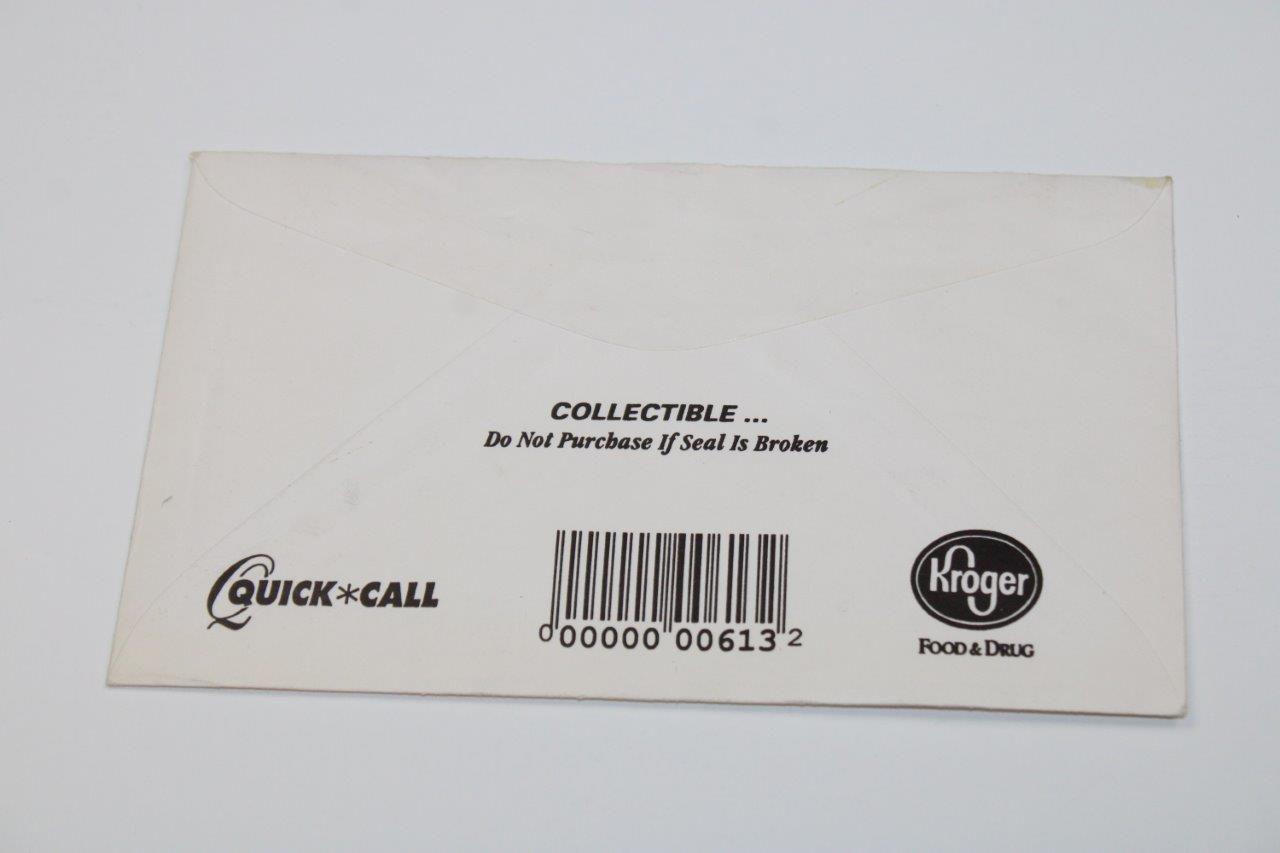 COLLECTIBLE ...
Do Not Purchase If Seal Is Broken
QUICK*CALL
0 00000 00613 2
Kroger
FOOD & DRUG